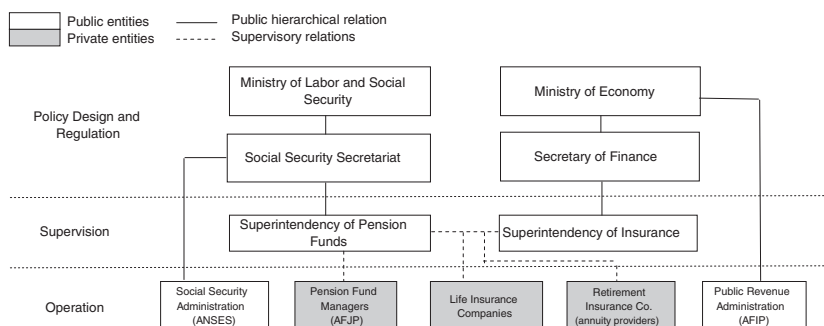 Public entities
Private entities
Public hierarchical relation
Supervisory relations
Policy Design and
Regulation
Ministry of Labor and Social
Security
Ministry of Economy
Social Security Secretariat
Secretary of Finance
Supervision
Superintendency of Pension
Funds
Superintendency of Insurance
Operation
Social Security
Administration
(ANSES)
Pension Fund
Managers
(AFJP)
Life Insurance
Companies
Retirement
Insurance Co.
(annuity providers)
Public Revenue
Administration
(AFIP)